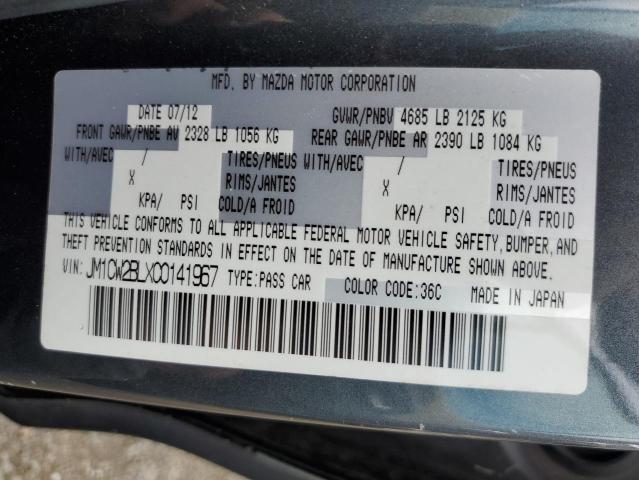 MFD. BY MAZDA MOTOR CORPORATION
DATE 07/12 GVWR/PNBV 4685 LB 2125 KG
FRONT GAWR/PNBE AV 2328 LB 1056 KG REAR GAWR/PNBE AR 2390 LB 1084 KG
WITH/AVEC / TIRES/PNEUS WITH/AVEC / TIRES/PNEUS
X RIMS/JANTES X RIMS/JANTES
KPA/ PSI COLD/A FROID KPA/ PSI COLD/A FROID
THIS VEHICLE CONFORMS TO ALL APPLICABLE FEDERAL MOTOR VEHICLE SAFETY, BUMPER, AND
THEFT PREVENTION STANDARDS IN EFFECT ON THE DATE OF MANUFACTURE SHOWN ABOVE.
VIN: JM1CW2BLXC0141967 TYPE:PASS CAR COLOR CODE:36C MADE IN JAPAN